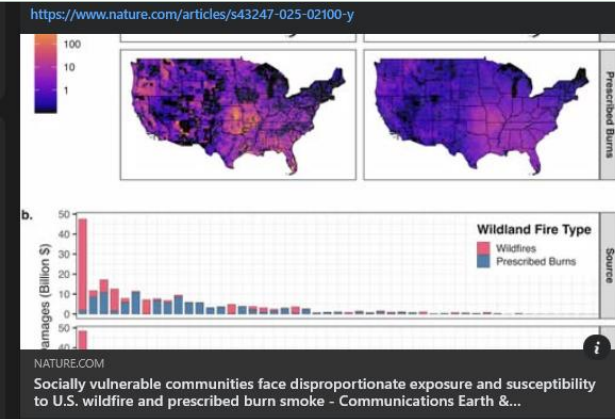 https://www.nature.com/articles/s43247-025-02100-y
100
10
1
Prescribed Burns
b.
50
40
30
20
10
0
Wildland Fire Type
Wildfires
Prescribed Burns
Source
amages (Billion $)
50
NATURE.COM
Socially vulnerable communities face disproportionate exposure and susceptibility
to U.S. wildfire and prescribed burn smoke - Communications Earth &...